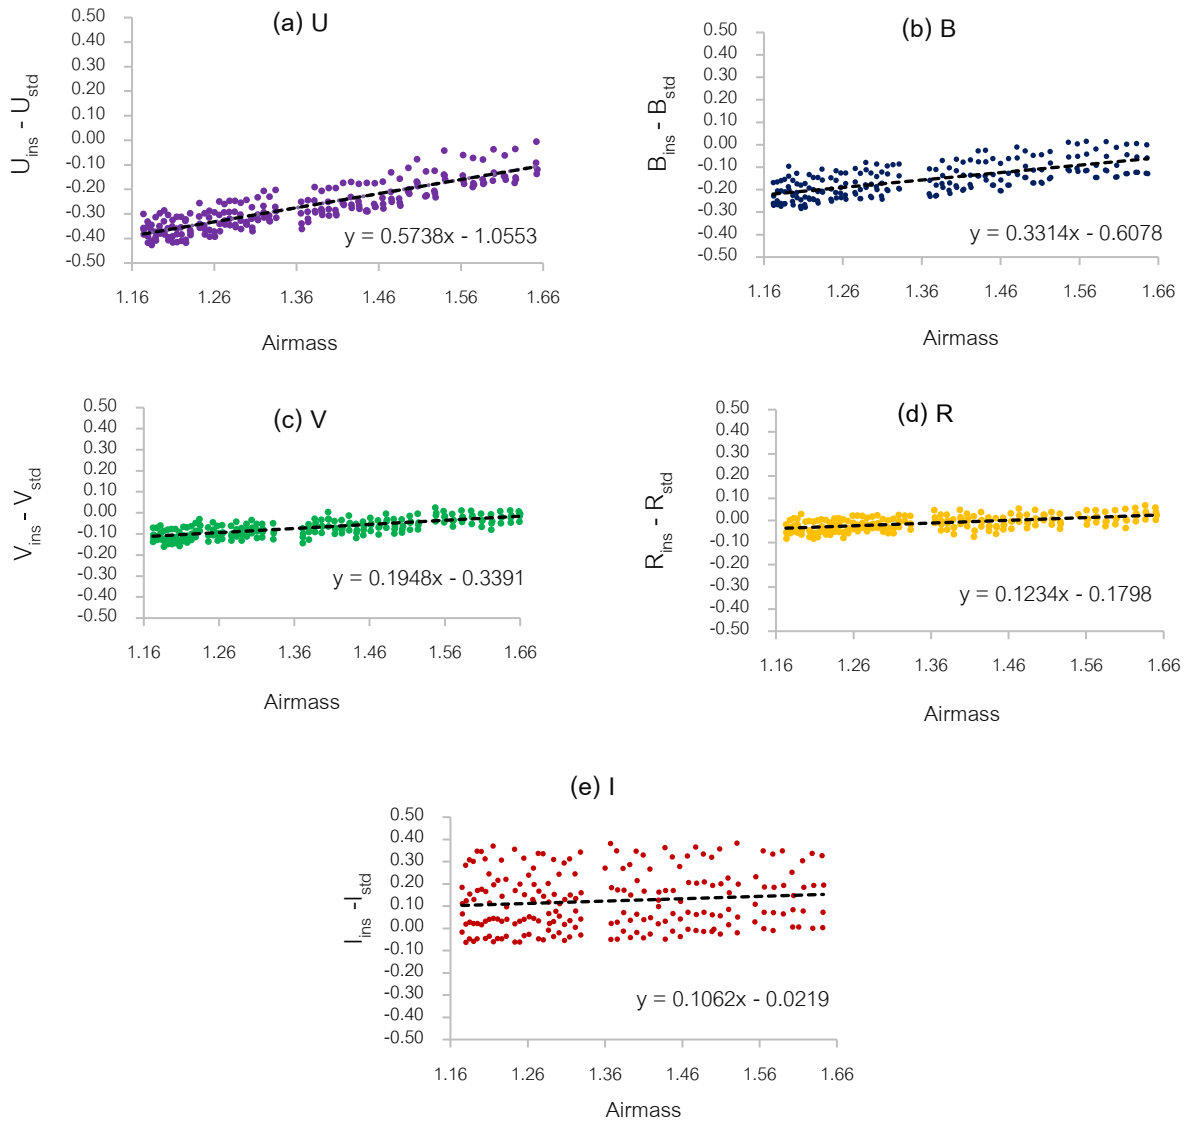 (a) U
U_ins - U_std
0.50
0.40
0.30
0.20
0.10
0.00
-0.10
-0.20
-0.30
-0.40
-0.50
y = 0.5738x - 1.0553
1.16 1.26 1.36 1.46 1.56 1.66
Airmass
(b) B
B_ins - B_std
0.50
0.40
0.30
0.20
0.10
0.00
-0.10
-0.20
-0.30
-0.40
-0.50
y = 0.3314x - 0.6078
1.16 1.26 1.36 1.46 1.56 1.66
Airmass
(c) V
V_ins - V_std
0.50
0.40
0.30
0.20
0.10
0.00
-0.10
-0.20
-0.30
-0.40
-0.50
y = 0.1948x - 0.3391
1.16 1.26 1.36 1.46 1.56 1.66
Airmass
(d) R
R_ins - R_std
0.50
0.40
0.30
0.20
0.10
0.00
-0.10
-0.20
-0.30
-0.40
-0.50
y = 0.1234x - 0.1798
1.16 1.26 1.36 1.46 1.56 1.66
Airmass
(e) I
I_ins -I_std
0.50
0.40
0.30
0.20
0.10
0.00
-0.10
-0.20
-0.30
-0.40
-0.50
y = 0.1062x - 0.0219
1.16 1.26 1.36 1.46 1.56 1.66
Airmass